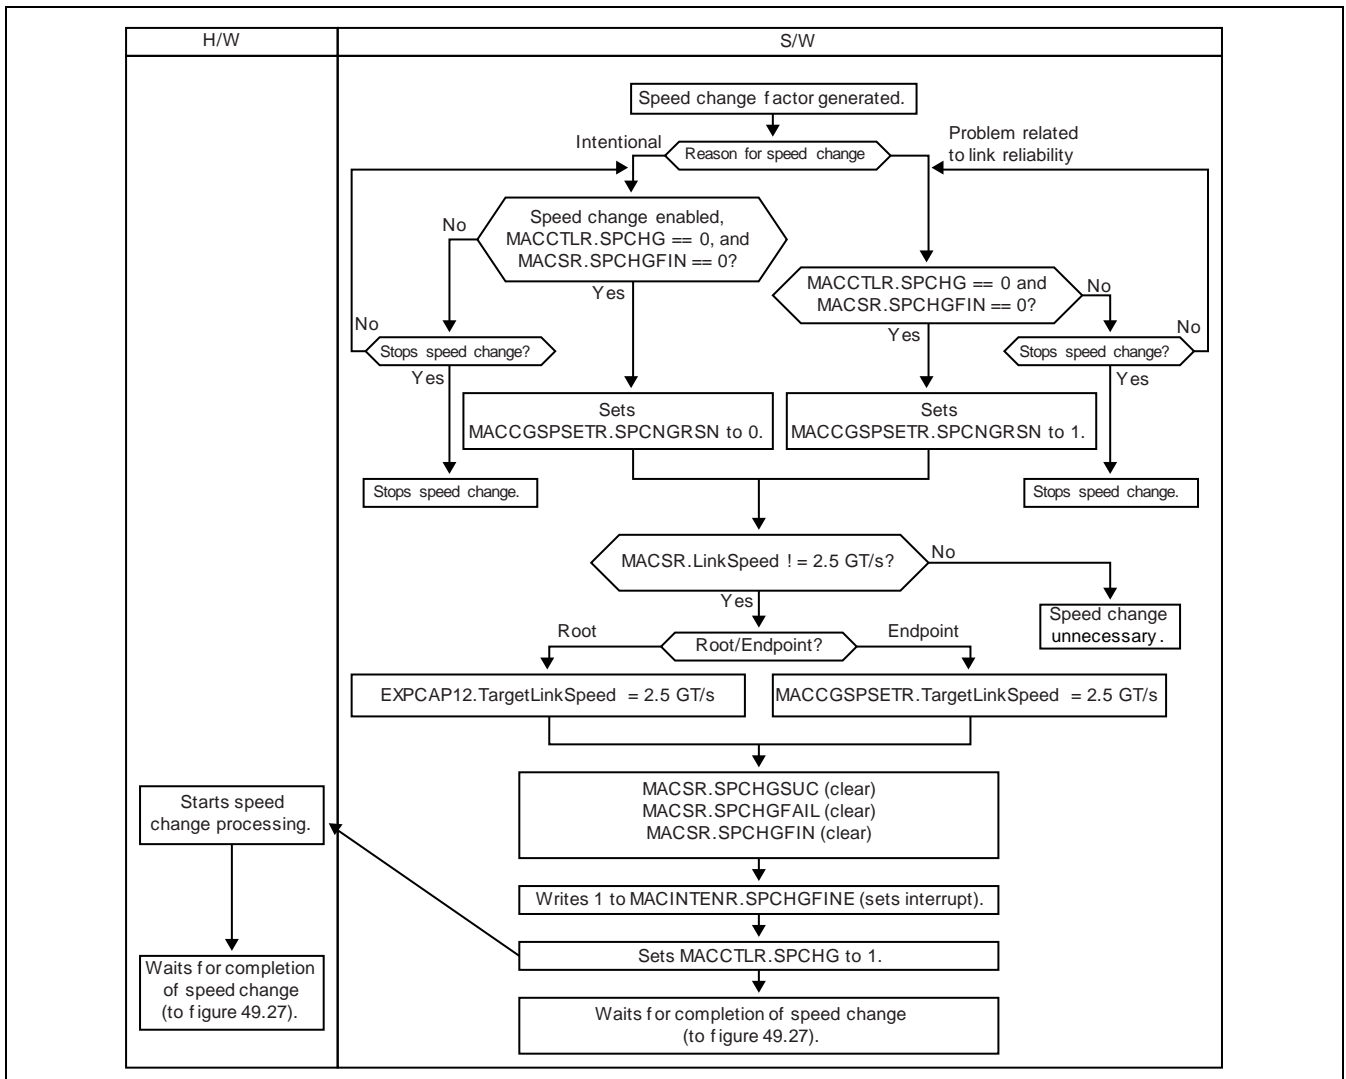 H/W
S/W
Speed change factor generated.
Intentional
Reason for speed change
Problem related
to link reliability
Speed change enabled,
MACCTLR.SPCHG == 0, and
MACSR.SPCHGFIN == 0?
No
Yes
MACCTLR.SPCHG == 0 and
MACSR.SPCHGFIN == 0?
No
Yes
No
Stops speed change?
Yes
No
Stops speed change?
Yes
Sets
MACCGSPSETR.SPCNGRSN to 0.
Sets
MACCGSPSETR.SPCNGRSN to 1.
Stops speed change.
Stops speed change.
MACSR.LinkSpeed ! = 2.5 GT/s?
No
Yes
Speed change
unnecessary.
Root
Root/Endpoint?
Endpoint
EXPCAP12.TargetLinkSpeed = 2.5 GT/s
MACCGSPSETR.TargetLinkSpeed = 2.5 GT/s
MACSR.SPCHGSUC (clear)
MACSR.SPCHGFAIL (clear)
MACSR.SPCHGFIN (clear)
Starts speed
change processing.
Writes 1 to MACINTENR.SPCHGFINE (sets interrupt).
Sets MACCTLR.SPCHG to 1.
Waits for completion
of speed change
(to figure 49.27).
Waits for completion of speed change
(to figure 49.27).